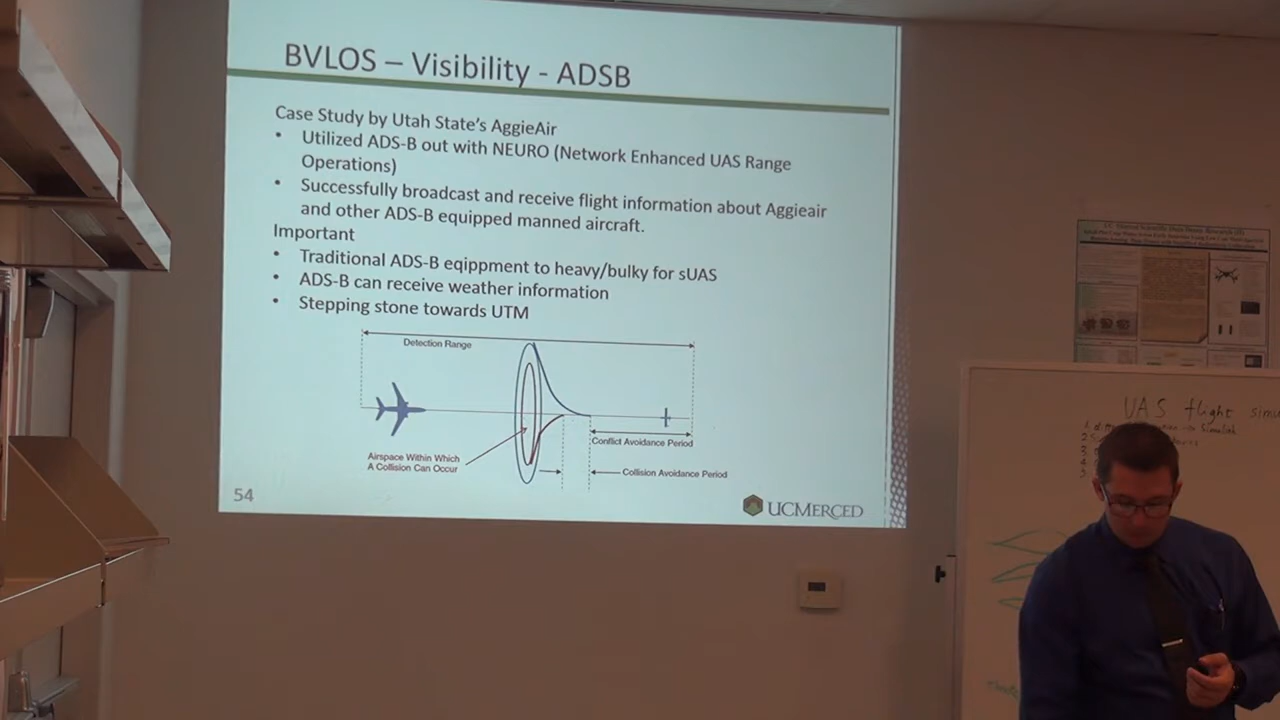 BVLOS – Visibility - ADSB
Case Study by Utah State's AggieAir
• Utilized ADS-B out with NEURO (Network Enhanced UAS Range
Operations)
• Successfully broadcast and receive flight information about Aggieair
and other ADS-B equipped manned aircraft.
Important
• Traditional ADS-B eqippment to heavy/bulky for sUAS
• ADS-B can receive weather information
• Stepping stone towards UTM
Detection Range
Conflict Avoidance Period
Airspace Within Which
A Collision Can Occur
Collision Avoidance Period
54
UCMERCED
UAS flight simu